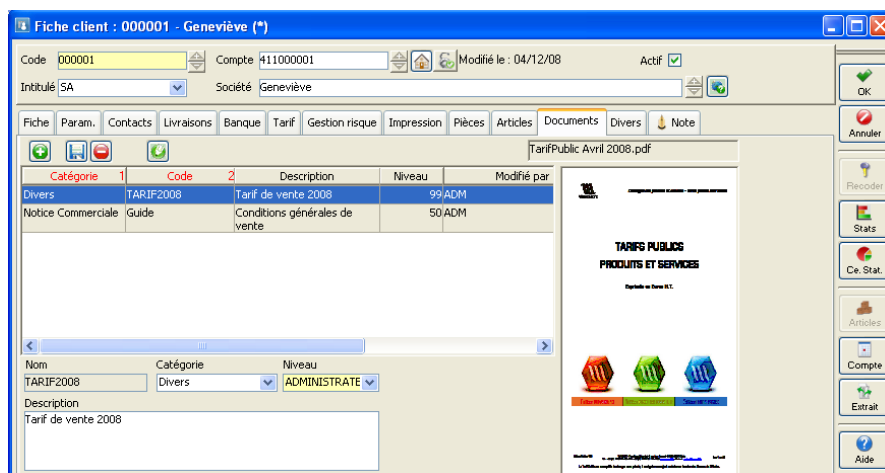 Fiche client : 000001 - Geneviève (*)
Code 000001 Compte 411000001 Modifié le : 04/12/08 Actif
Intitulé SA Société Geneviève
Fiche Param. Contacts Livraisons Banque Tarif Gestion risque Impression Pièces Articles Documents Divers Note
TarifPublic Avril 2008.pdf
Catégorie 1 Code 2 Description Niveau Modifié par
Divers TARIF2008 Tarif de vente 2008 99 ADM
Notice Commerciale Guide Conditions générales de vente 50 ADM
TARIFS PUBLICS
PRODUITS ET SERVICES
Nom Catégorie Niveau
TARIF2008 Divers ADMINISTRATE
Description
Tarif de vente 2008
OK
Annuler
Recoder
Stats
Ce. Stat.
Articles
Compte
Extrait
Aide